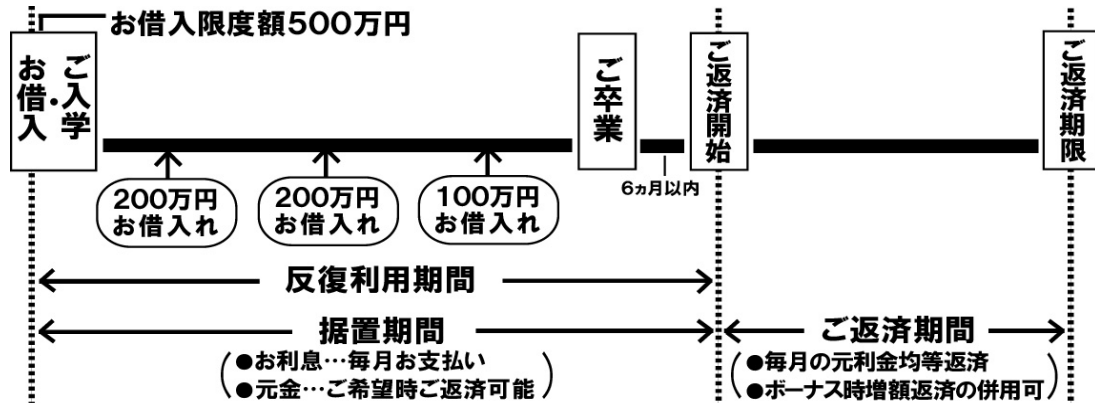 お借入限度額500万円
ご入学・
お借入
ご卒業
ご返済開始
ご返済期限
6ヵ月以内
200万円
お借入れ
200万円
お借入れ
100万円
お借入れ
反復利用期間
据置期間
●お利息…毎月お支払い
●元金…ご希望時ご返済可能
ご返済期間
●毎月の元利金均等返済
●ボーナス時増額返済の併用可